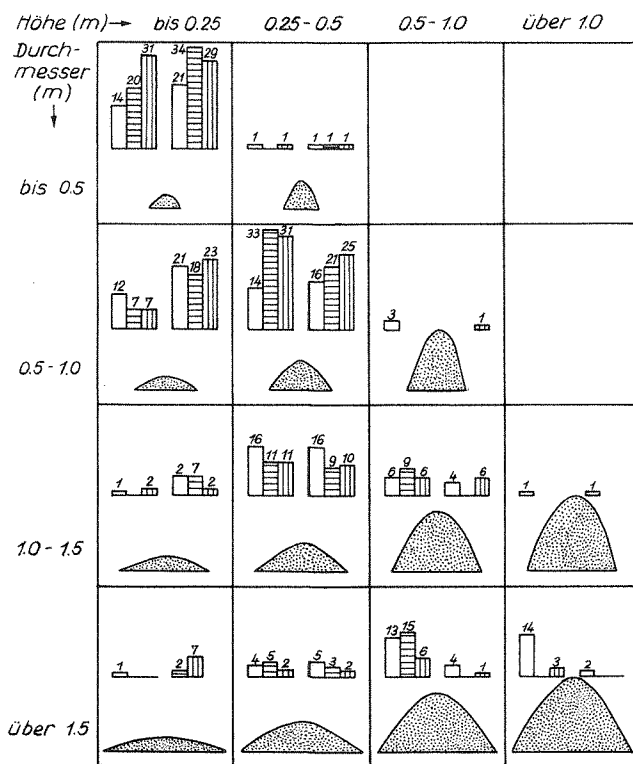 Höhe (m) → bis 0.25 0.25 - 0.5 0.5 - 1.0 über 1.0
Durch-
messer
(m)
↓
14 20 31 21 34 29
1 1 1 1 1
bis 0.5
12 7 7 21 18 23
14 33 31 16 21 25
3 1
0.5 - 1.0
1 2 2 7 2
16 11 11 16 9 10
6 9 6 4 6
1 1
1.0 - 1.5
1 2 7
4 5 2 5 3 2
13 15 6 4 1
14 3 2
über 1.5